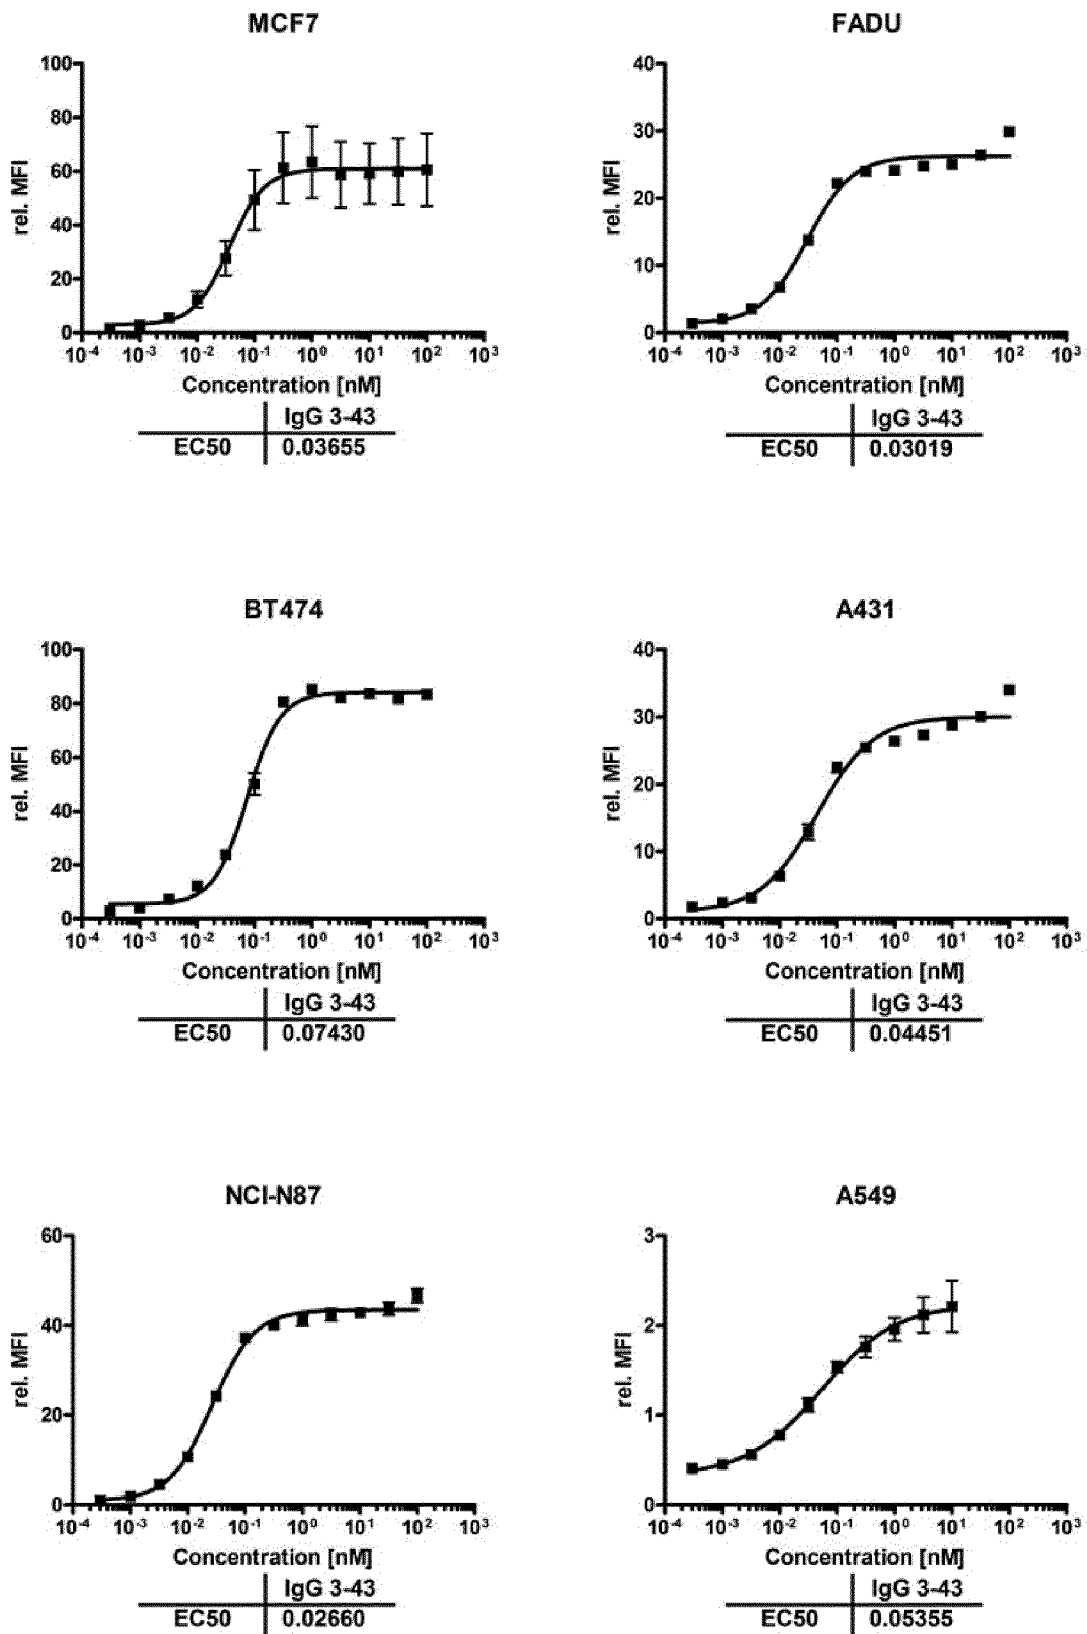 MCF7
100
80
60
40
20
0
rel. MFI
10-4 10-3 10-2 10-1 100 101 102 103
Concentration [nM]
IgG 3-43
EC50 0.03655
FADU
40
30
20
10
0
rel. MFI
10-4 10-3 10-2 10-1 100 101 102 103
Concentration [nM]
IgG 3-43
EC50 0.03019
BT474
100
80
60
40
20
0
rel. MFI
10-4 10-3 10-2 10-1 100 101 102 103
Concentration [nM]
IgG 3-43
EC50 0.07430
A431
40
30
20
10
0
rel. MFI
10-4 10-3 10-2 10-1 100 101 102 103
Concentration [nM]
IgG 3-43
EC50 0.04451
NCI-N87
60
40
20
0
rel. MFI
10-4 10-3 10-2 10-1 100 101 102 103
Concentration [nM]
IgG 3-43
EC50 0.02660
A549
3
2
1
0
rel. MFI
10-4 10-3 10-2 10-1 100 101 102 103
Concentration [nM]
IgG 3-43
EC50 0.05355